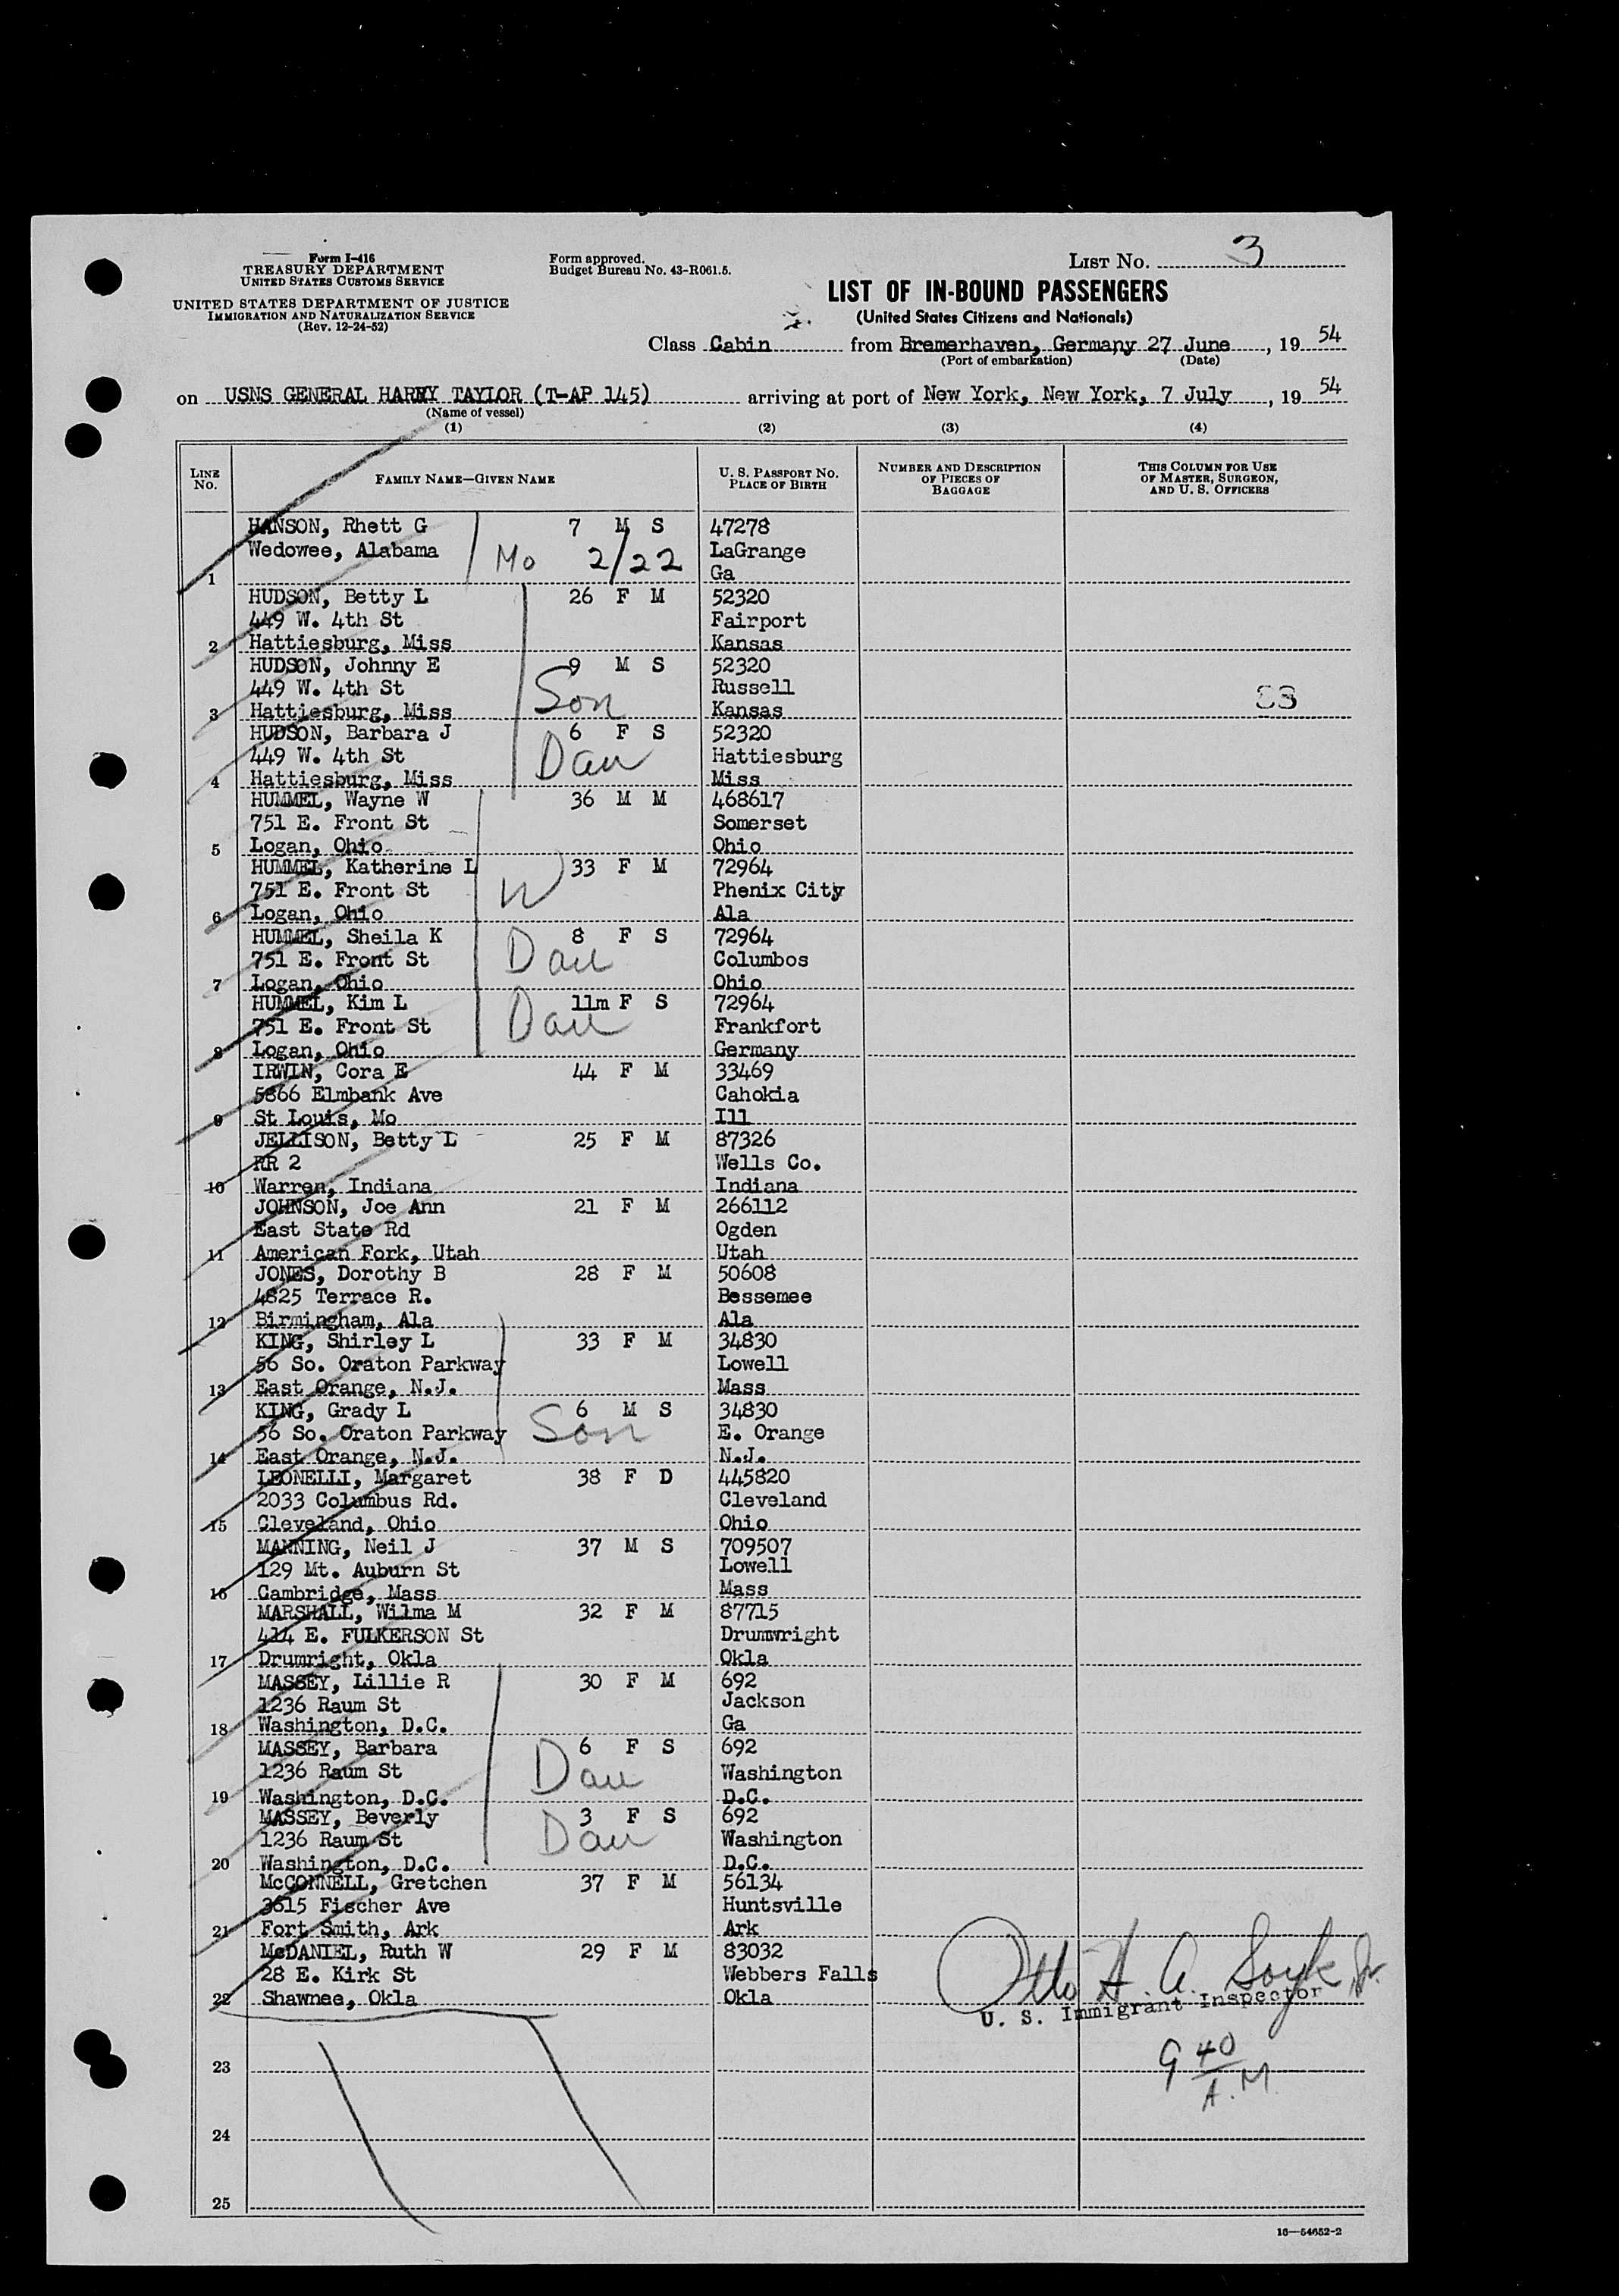 Form I-416
TREASURY DEPARTMENT
UNITED STATES CUSTOMS SERVICE
UNITED STATES DEPARTMENT OF JUSTICE
IMMIGRATION AND NATURALIZATION SERVICE
(Rev. 12-24-52)
Form approved.
Budget Bureau No. 43-R061.5.
LIST NO. 3
LIST OF IN-BOUND PASSENGERS
(United States Citizens and Nationals)
Class Cabin from Bremerhaven, Germany 27 June, 19 54
(Port of embarkation) (Date)
on USNS GENERAL HARRY TAYLOR (T-AP 145) arriving at port of New York, New York, 7 July, 19 54
(Name of vessel)
(1) (2) (3) (4)
LINE NO. FAMILY NAME—GIVEN NAME U. S. PASSPORT NO. PLACE OF BIRTH NUMBER AND DESCRIPTION OF PIECES OF BAGGAGE THIS COLUMN FOR USE OF MASTER, SURGEON, AND U. S. OFFICERS
HANSON, Rhett G 7 M S 47278
Wedowee, Alabama Mo 2/22 LaGrange
1 Ga
HUDSON, Betty L 26 F M 52320
449 W. 4th St Fairport
2 Hattiesburg, Miss Kansas
HUDSON, Johnny E 9 M S 52320
449 W. 4th St Son Russell
3 Hattiesburg, Miss Kansas
HUDSON, Barbara J 6 F S 52320
449 W. 4th St Dau Hattiesburg
4 Hattiesburg, Miss Miss
HUMMEL, Wayne W 36 M M 468617
751 E. Front St Somerset
5 Logan, Ohio Ohio
HUMMEL, Katherine L 33 F M 72964
751 E. Front St W Phenix City
6 Logan, Ohio Ala
HUMMEL, Sheila K 8 F S 72964
751 E. Front St Dau Columbos
7 Logan, Ohio Ohio
HUMMEL, Kim L 11m F S 72964
751 E. Front St Dau Frankfort
8 Logan, Ohio Germany
IRWIN, Cora E 44 F M 33469
5866 Elmbank Ave Cahokia
9 St Louis, Mo Ill
JELLISON, Betty L 25 F M 87326
RR 2 Wells Co.
10 Warren, Indiana Indiana
JOHNSON, Joe Ann 21 F M 266112
East State Rd Ogden
11 American Fork, Utah Utah
JONES, Dorothy B 28 F M 50608
4825 Terrace R. Bessemee
12 Birmingham, Ala Ala
KING, Shirley L 33 F M 34830
56 So. Oraton Parkway Lowell
13 East Orange, N.J. Mass
KING, Grady L 6 M S 34830
56 So. Oraton Parkway Son E. Orange
14 East Orange, N.J. N.J.
LEONELLI, Margaret 38 F D 445820
2033 Columbus Rd. Cleveland
15 Cleveland, Ohio Ohio
MANNING, Neil J 37 M S 709507
129 Mt. Auburn St Lowell
16 Cambridge, Mass Mass
MARSHALL, Wilma M 32 F M 87715
414 E. FULKERSON St Drumwright
17 Drumright, Okla Okla
MASSEY, Lillie R 30 F M 692
1236 Raum St Jackson
18 Washington, D.C. Ga
MASSEY, Barbara 6 F S 692
1236 Raum St Dau Washington
19 Washington, D.C. D.C.
MASSEY, Beverly 3 F S 692
1236 Raum St Dau Washington
20 Washington, D.C. D.C.
McCONNELL, Gretchen 37 F M 56134
3615 Fischer Ave Huntsville
21 Fort Smith, Ark Ark
McDANIEL, Ruth W 29 F M 83032
28 E. Kirk St Webbers Falls
22 Shawnee, Okla Okla
Otto H. A.
U. S. Immigrant Inspector
23
9 40 A.M.
24
25
16—54652-2